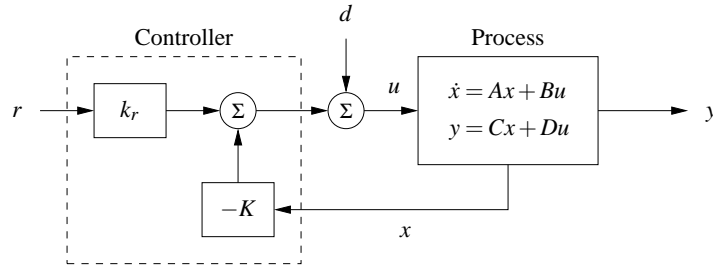 Controller
d
Process
r
k_r
Σ
Σ
u
ẋ = Ax + Bu
y = Cx + Du
y
−K
x